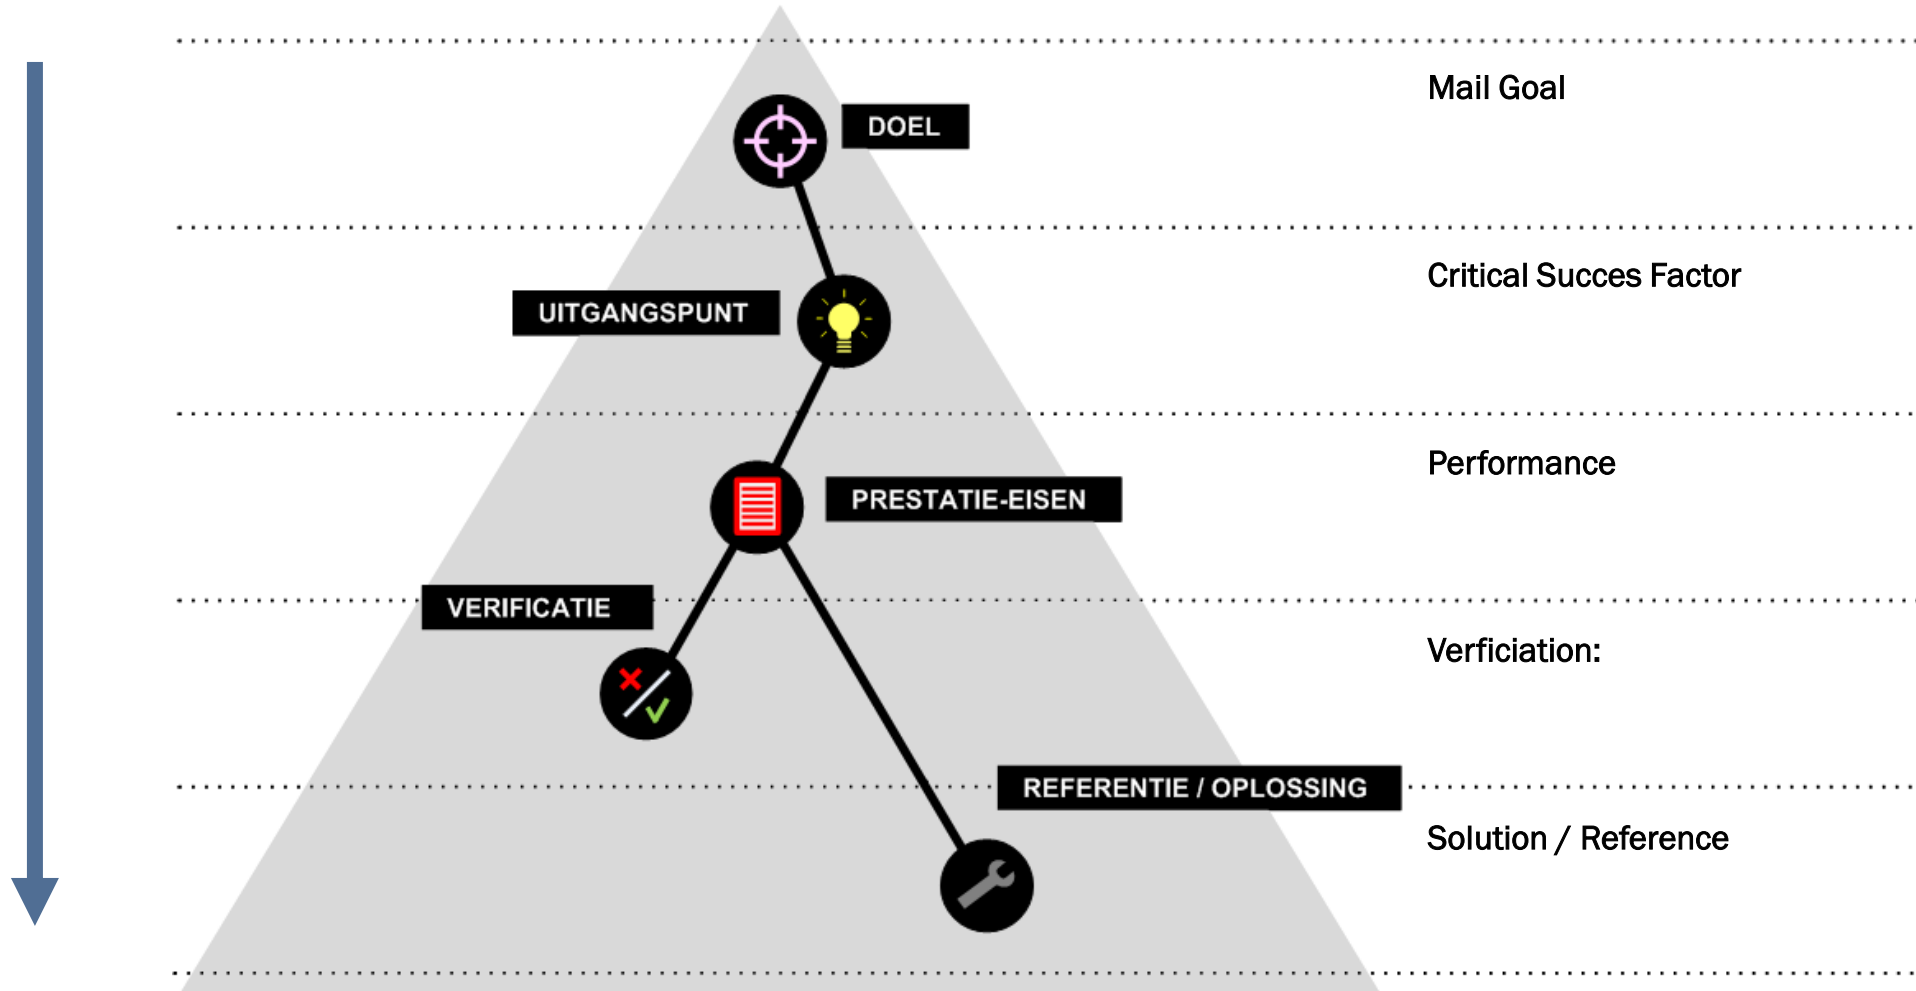 Mail Goal
DOEL
Critical Succes Factor
UITGANGSPUNT
Performance
PRESTATIE-EISEN
VERIFICATIE
Verficiation:
REFERENTIE / OPLOSSING
Solution / Reference